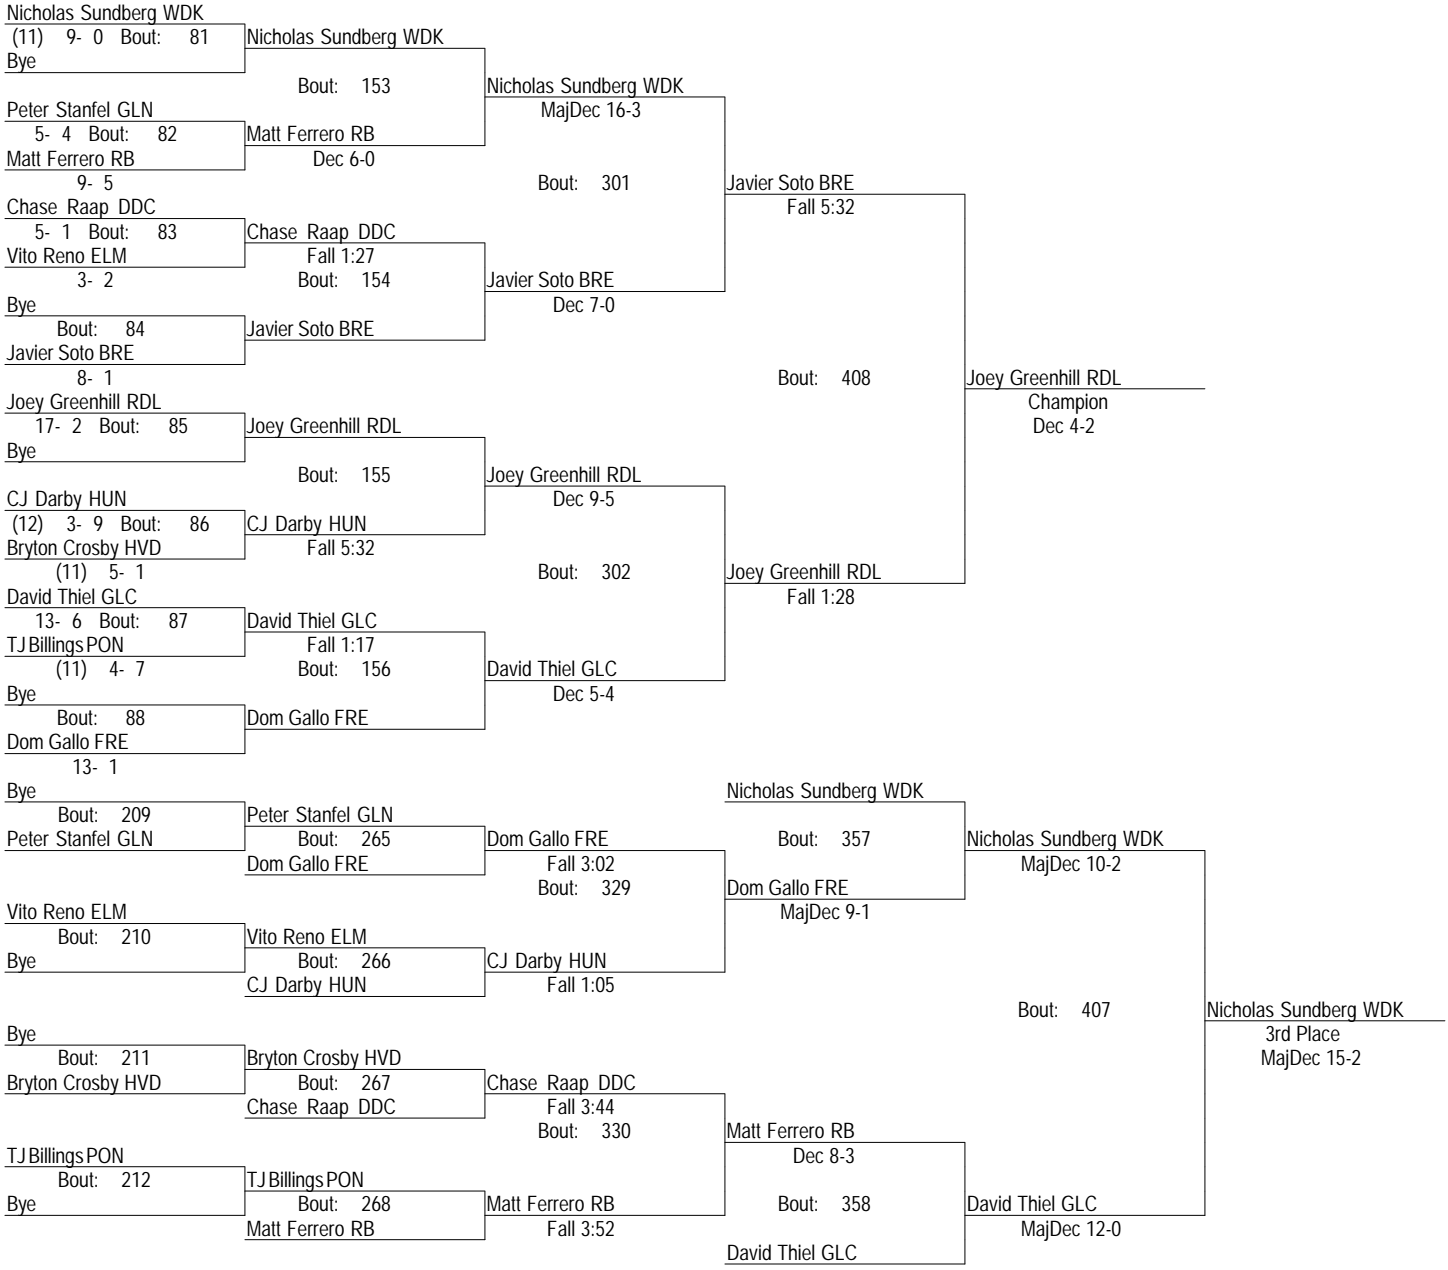 Nicholas Sundberg WDK
(11) 9- 0 Bout: 81 Nicholas Sundberg WDK
Bye
Bout: 153 Nicholas Sundberg WDK
Peter Stanfel GLN MajDec 16-3
5- 4 Bout: 82 Matt Ferrero RB
Matt Ferrero RB Dec 6-0
9- 5 Bout: 301 Javier Soto BRE
Chase Raap DDC Fall 5:32
5- 1 Bout: 83 Chase Raap DDC
Vito Reno ELM Fall 1:27
3- 2 Bout: 154 Javier Soto BRE
Bye Dec 7-0
Bout: 84 Javier Soto BRE
Javier Soto BRE
8- 1 Bout: 408 Joey Greenhill RDL
Joey Greenhill RDL Champion
17- 2 Bout: 85 Joey Greenhill RDL Dec 4-2
Bye
Bout: 155 Joey Greenhill RDL
CJ Darby HUN Dec 9-5
(12) 3- 9 Bout: 86 CJ Darby HUN
Bryton Crosby HVD Fall 5:32
(11) 5- 1 Bout: 302 Joey Greenhill RDL
David Thiel GLC Fall 1:28
13- 6 Bout: 87 David Thiel GLC
TJ Billings PON Fall 1:17
(11) 4- 7 Bout: 156 David Thiel GLC
Bye Dec 5-4
Bout: 88 Dom Gallo FRE
Dom Gallo FRE
13- 1
Bye Nicholas Sundberg WDK
Bout: 209 Peter Stanfel GLN
Peter Stanfel GLN Bout: 265 Dom Gallo FRE Bout: 357 Nicholas Sundberg WDK
Dom Gallo FRE Fall 3:02 MajDec 10-2
Bout: 329 Dom Gallo FRE
Vito Reno ELM MajDec 9-1
Bout: 210 Vito Reno ELM
Bye Bout: 266 CJ Darby HUN
CJ Darby HUN Fall 1:05
Bout: 407 Nicholas Sundberg WDK
Bye 3rd Place
Bout: 211 Bryton Crosby HVD MajDec 15-2
Bryton Crosby HVD Bout: 267 Chase Raap DDC
Chase Raap DDC Fall 3:44
Bout: 330 Matt Ferrero RB
TJ Billings PON Dec 8-3
Bout: 212 TJ Billings PON
Bye Bout: 268 Matt Ferrero RB Bout: 358 David Thiel GLC
Matt Ferrero RB Fall 3:52 MajDec 12-0
David Thiel GLC